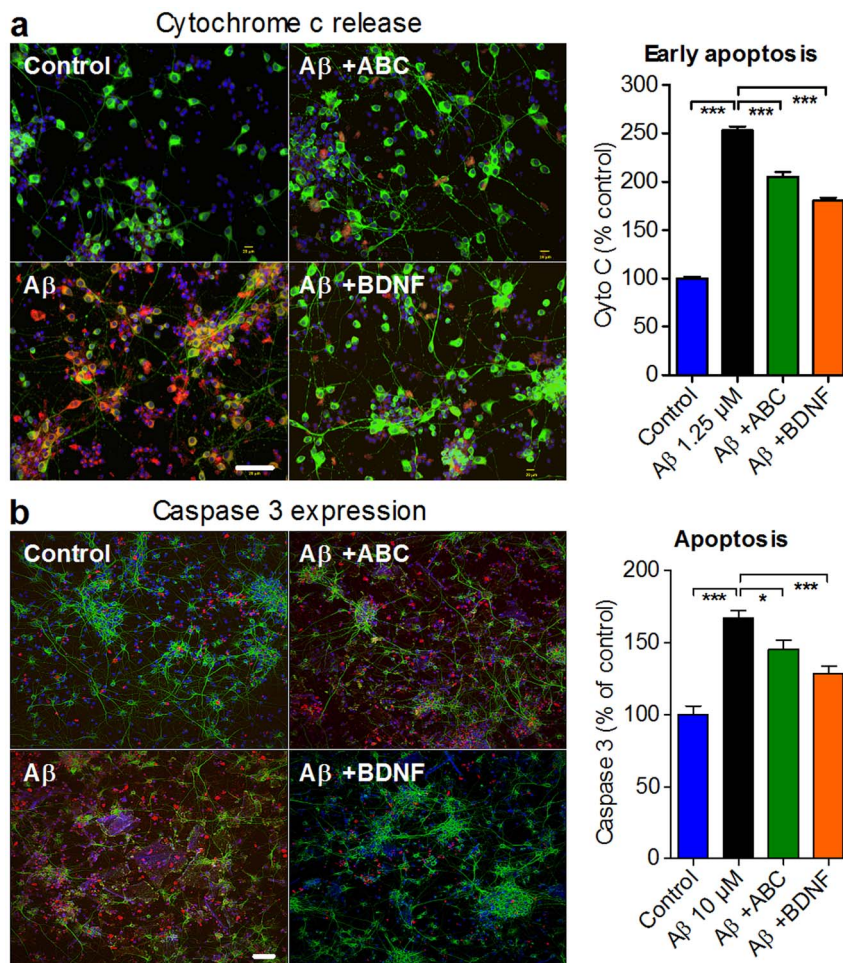 a
Cytochrome c release
Control
Aβ +ABC
Aβ
Aβ +BDNF
Early apoptosis
***
***
***
Cyto C (% control)
300
250
200
150
100
50
0
Control
Aβ 1.25 µM
Aβ +ABC
Aβ +BDNF
b
Caspase 3 expression
Control
Aβ +ABC
Aβ
Aβ +BDNF
Apoptosis
***
*
***
Caspase 3 (% of control)
200
150
100
50
0
Control
Aβ 10 µM
Aβ +ABC
Aβ +BDNF